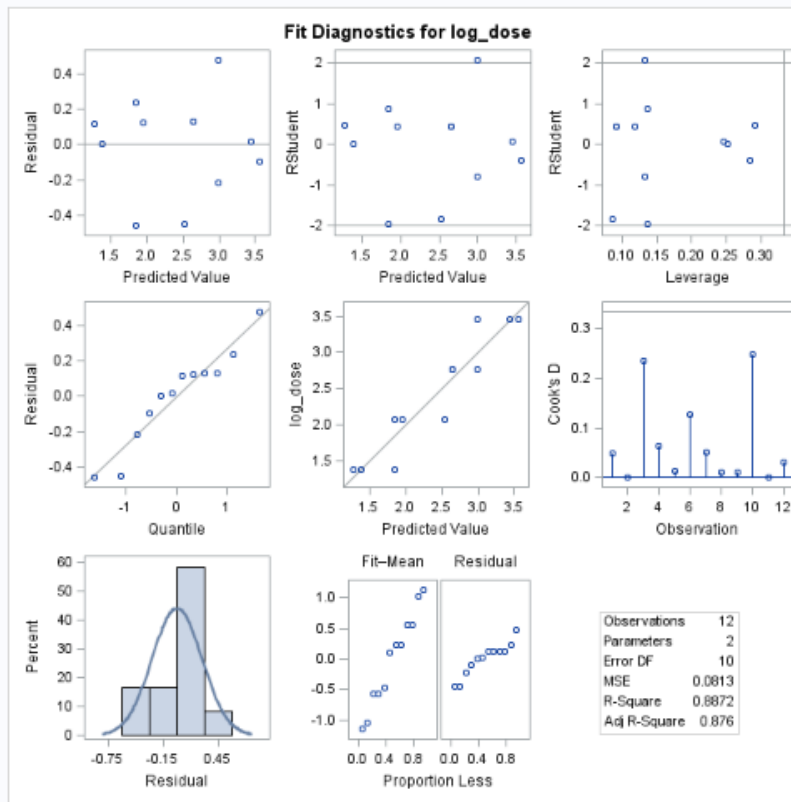 Fit Diagnostics for log_dose
0.4
0.2
0.0
-0.2
-0.4
Residual
1.5 2.0 2.5 3.0 3.5
Predicted Value
2
1
0
-1
-2
RStudent
1.5 2.0 2.5 3.0 3.5
Predicted Value
2
1
0
-1
-2
RStudent
0.10 0.15 0.20 0.25 0.30
Leverage
0.4
0.2
0.0
-0.2
-0.4
Residual
-1 0 1
Quantile
3.5
3.0
2.5
2.0
1.5
log_dose
1.5 2.0 2.5 3.0 3.5
Predicted Value
0.3
0.2
0.1
0.0
Cook's D
2 4 6 8 10 12
Observation
60
50
40
30
20
10
0
Percent
-0.75 -0.15 0.45
Residual
Fit–Mean Residual
1.0
0.5
0.0
-0.5
-1.0
0.0 0.4 0.8 0.0 0.4 0.8
Proportion Less
Observations 12
Parameters 2
Error DF 10
MSE 0.0813
R-Square 0.8872
Adj R-Square 0.876